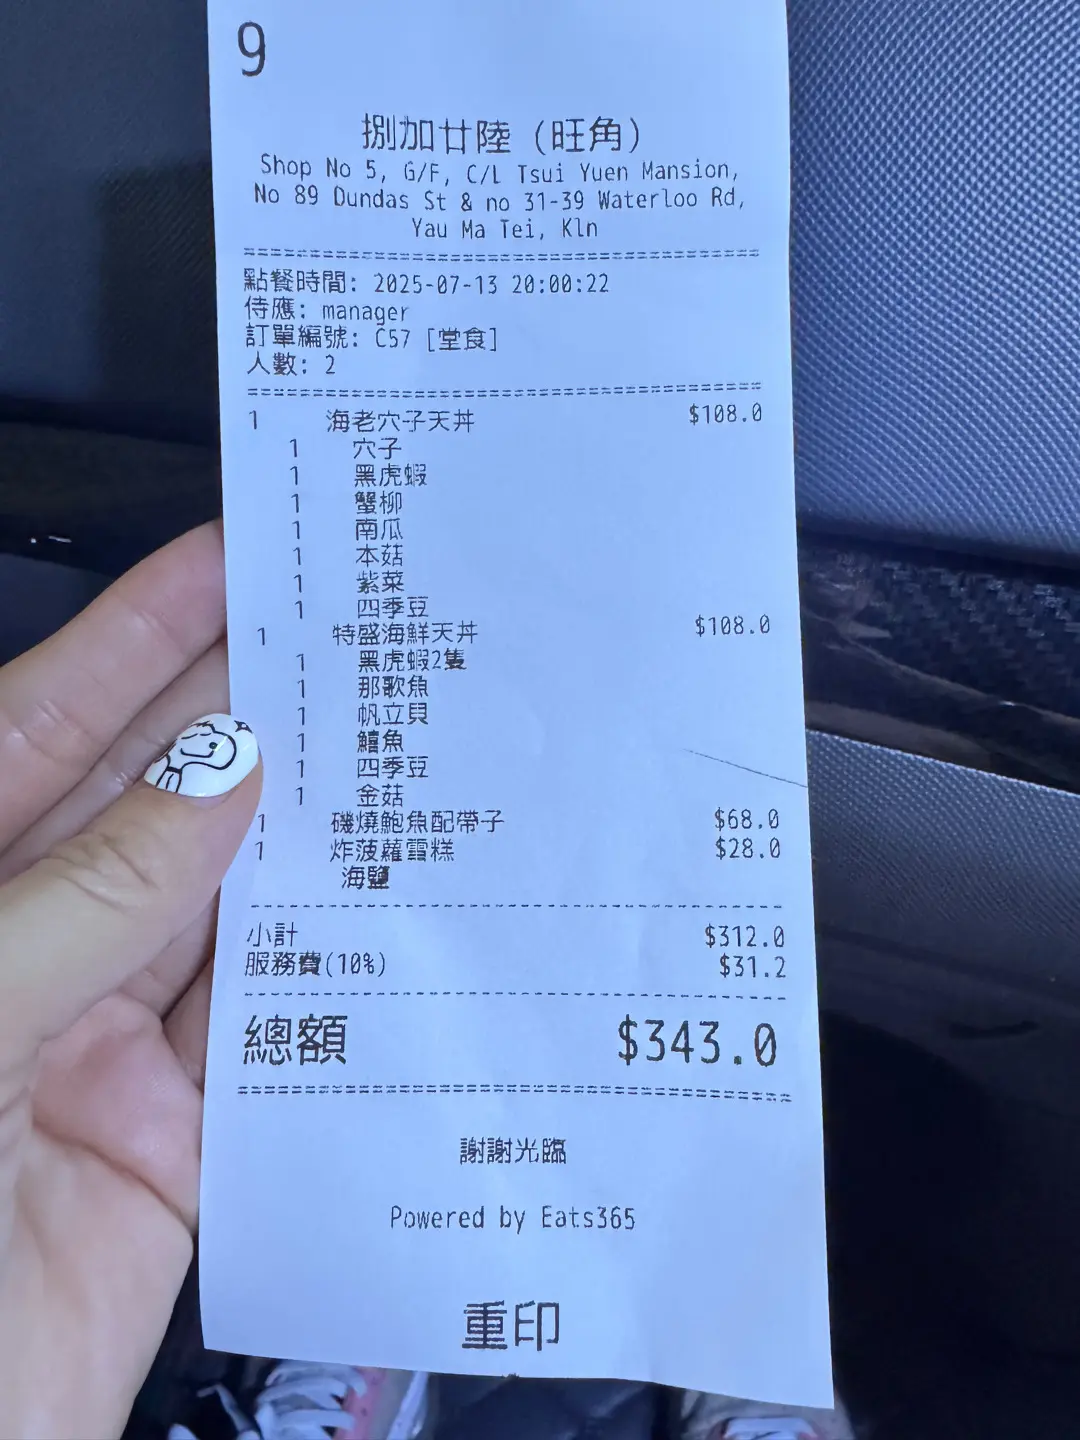 9
捌加廿陸 (旺角)
Shop No 5, G/F, C/L Tsui Yuen Mansion,
No 89 Dundas St & no 31-39 Waterloo Rd,
Yau Ma Tei, Kln
點餐時間: 2025-07-13 20:00:22
侍應: manager
訂單編號: C57 [堂食]
人數: 2
1 海老穴子天丼 $108.0
1 穴子
1 黑虎蝦
1 蟹柳
1 南瓜
1 本菇
1 紫菜
1 四季豆
1 特盛海鮮天丼 $108.0
1 黑虎蝦2隻
1 那歌魚
1 帆立貝
1 鱚魚
1 四季豆
1 金菇
1 磯燒鮑魚配帶子 $68.0
1 炸菠蘿雪糕 $28.0
海鹽
小計 $312.0
服務費(10%) $31.2
總額 $343.0
謝謝光臨
Powered by Eats365
重印